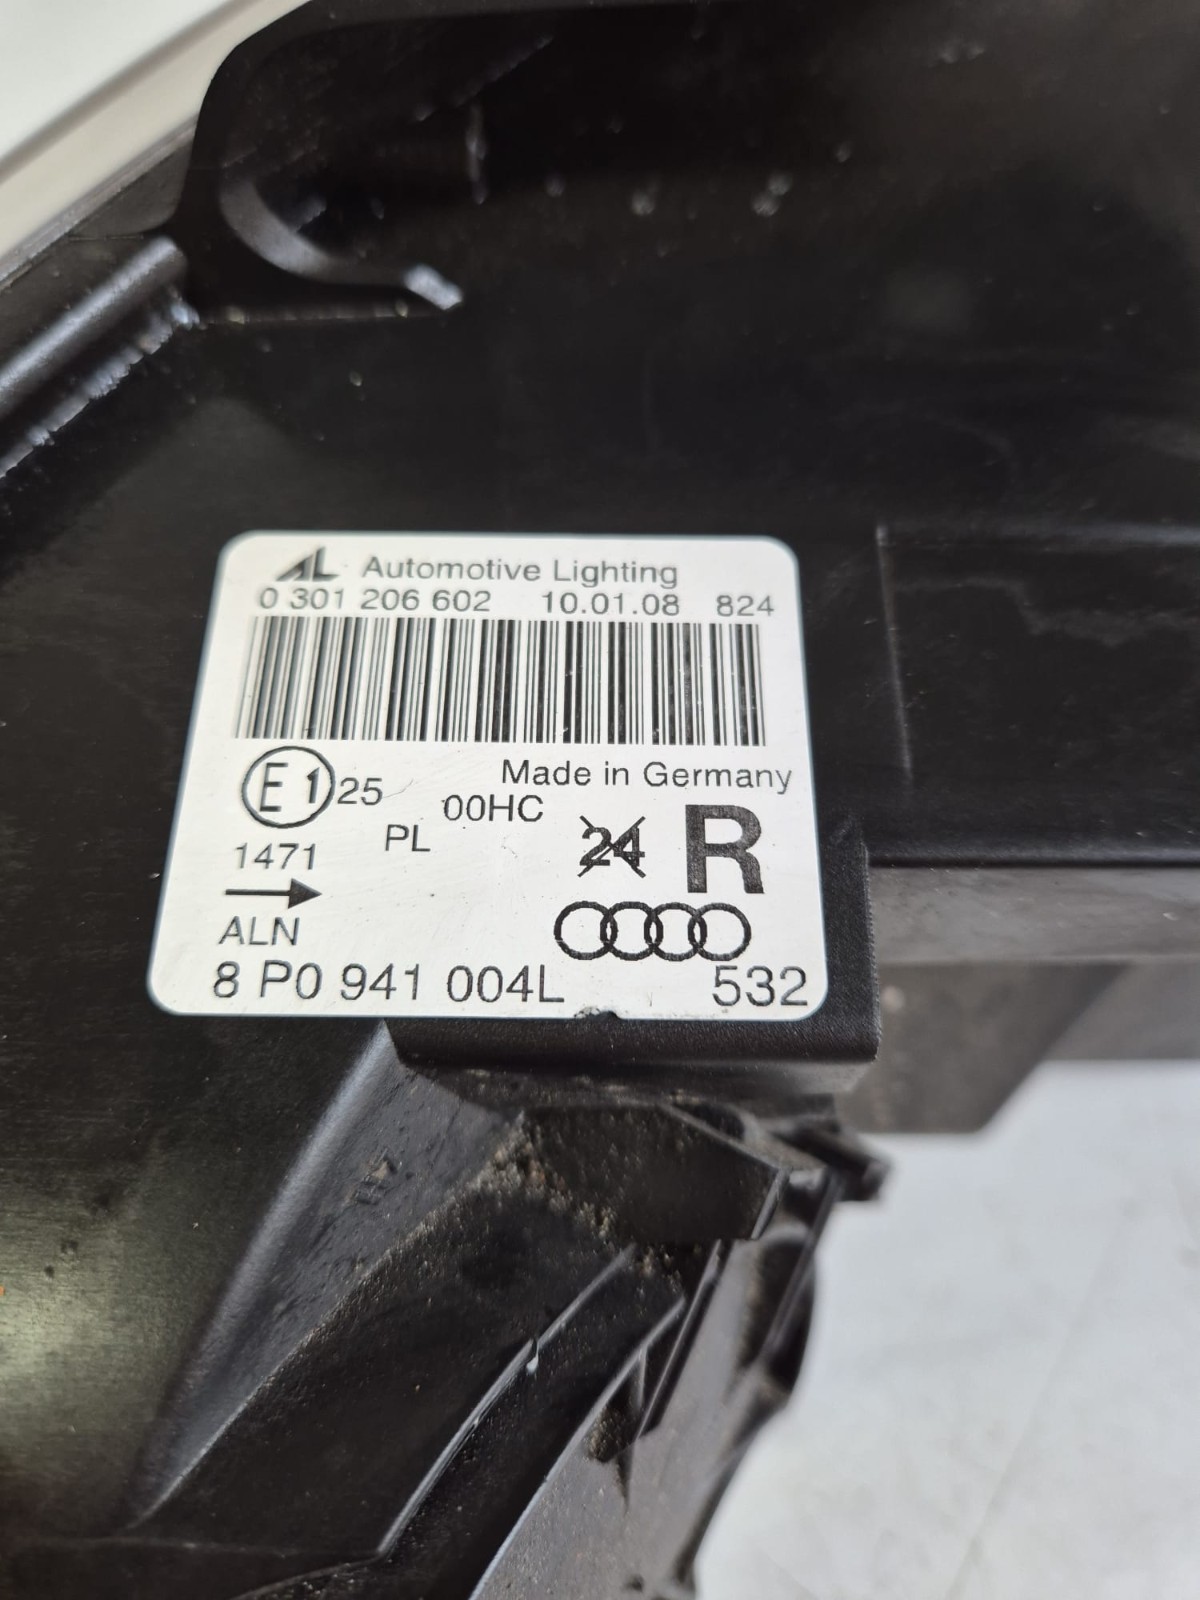 AL Automotive Lighting
0 301 206 602 10.01.08 824
E1 25 Made in Germany
00HC
PL 24 R
1471
ALN
8 P0 941 004L 532